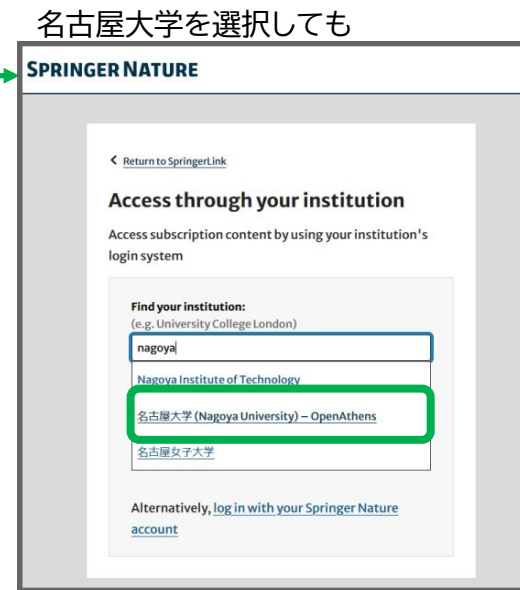 名古屋大学を選択しても
SPRINGER NATURE
Return to SpringerLink
Access through your institution
Access subscription content by using your institution's
login system
Find your institution:
(e.g. University College London)
nagoya
Nagoya Institute of Technology
名古屋大学 (Nagoya University) – OpenAthens
名古屋女子大学
Alternatively, log in with your Springer Nature
account